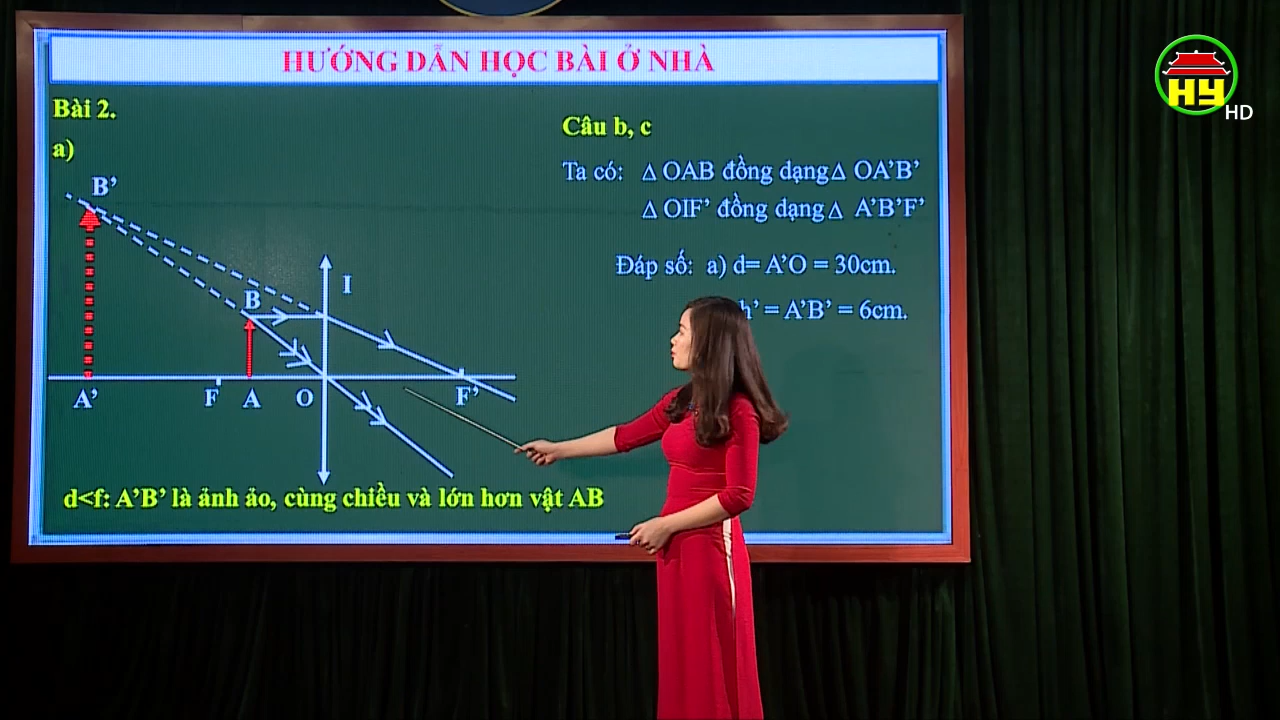 HƯỚNG DẪN HỌC BÀI Ở NHÀ
HY
HD
Bài 2.
a)
B’
B
I
A’
F
A
O
F’
d<f: A’B’ là ảnh ảo, cùng chiều và lớn hơn vật AB
Câu b, c
Ta có: Δ OAB đồng dạng Δ OA’B’
Δ OIF’ đồng dạng Δ A’B’F’
Đáp số: a) d= A’O = 30cm.
h’ = A’B’ = 6cm.